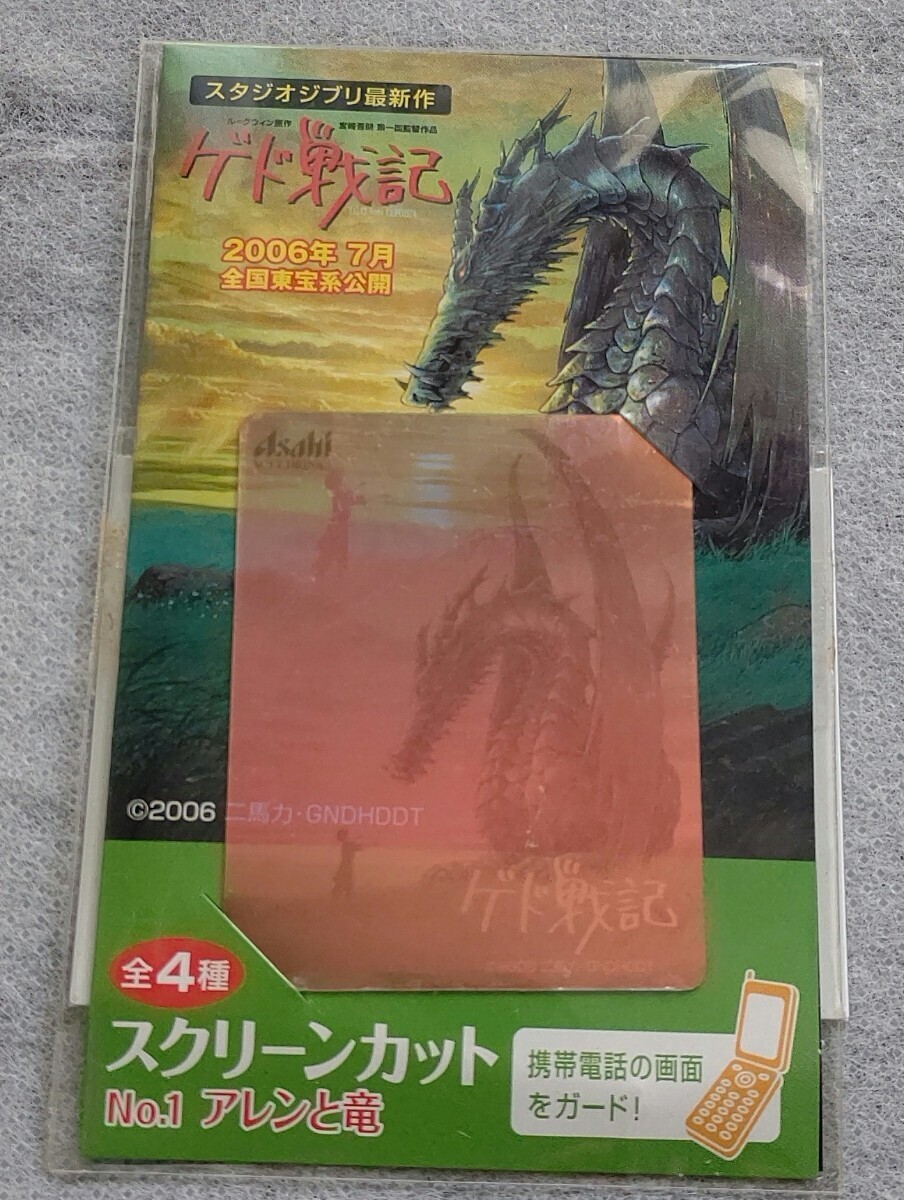 スタジオジブリ最新作
ル=グウィン原作 宮崎吾朗 第一回監督作品
ゲド戦記
2006年 7月
全国東宝系公開
Asahi
SOFT DRINKS
©2006 二馬力・GNDHDDT
ゲド戦記
全4種
スクリーンカット
No.1 アレンと竜
携帯電話の画面
をガード!